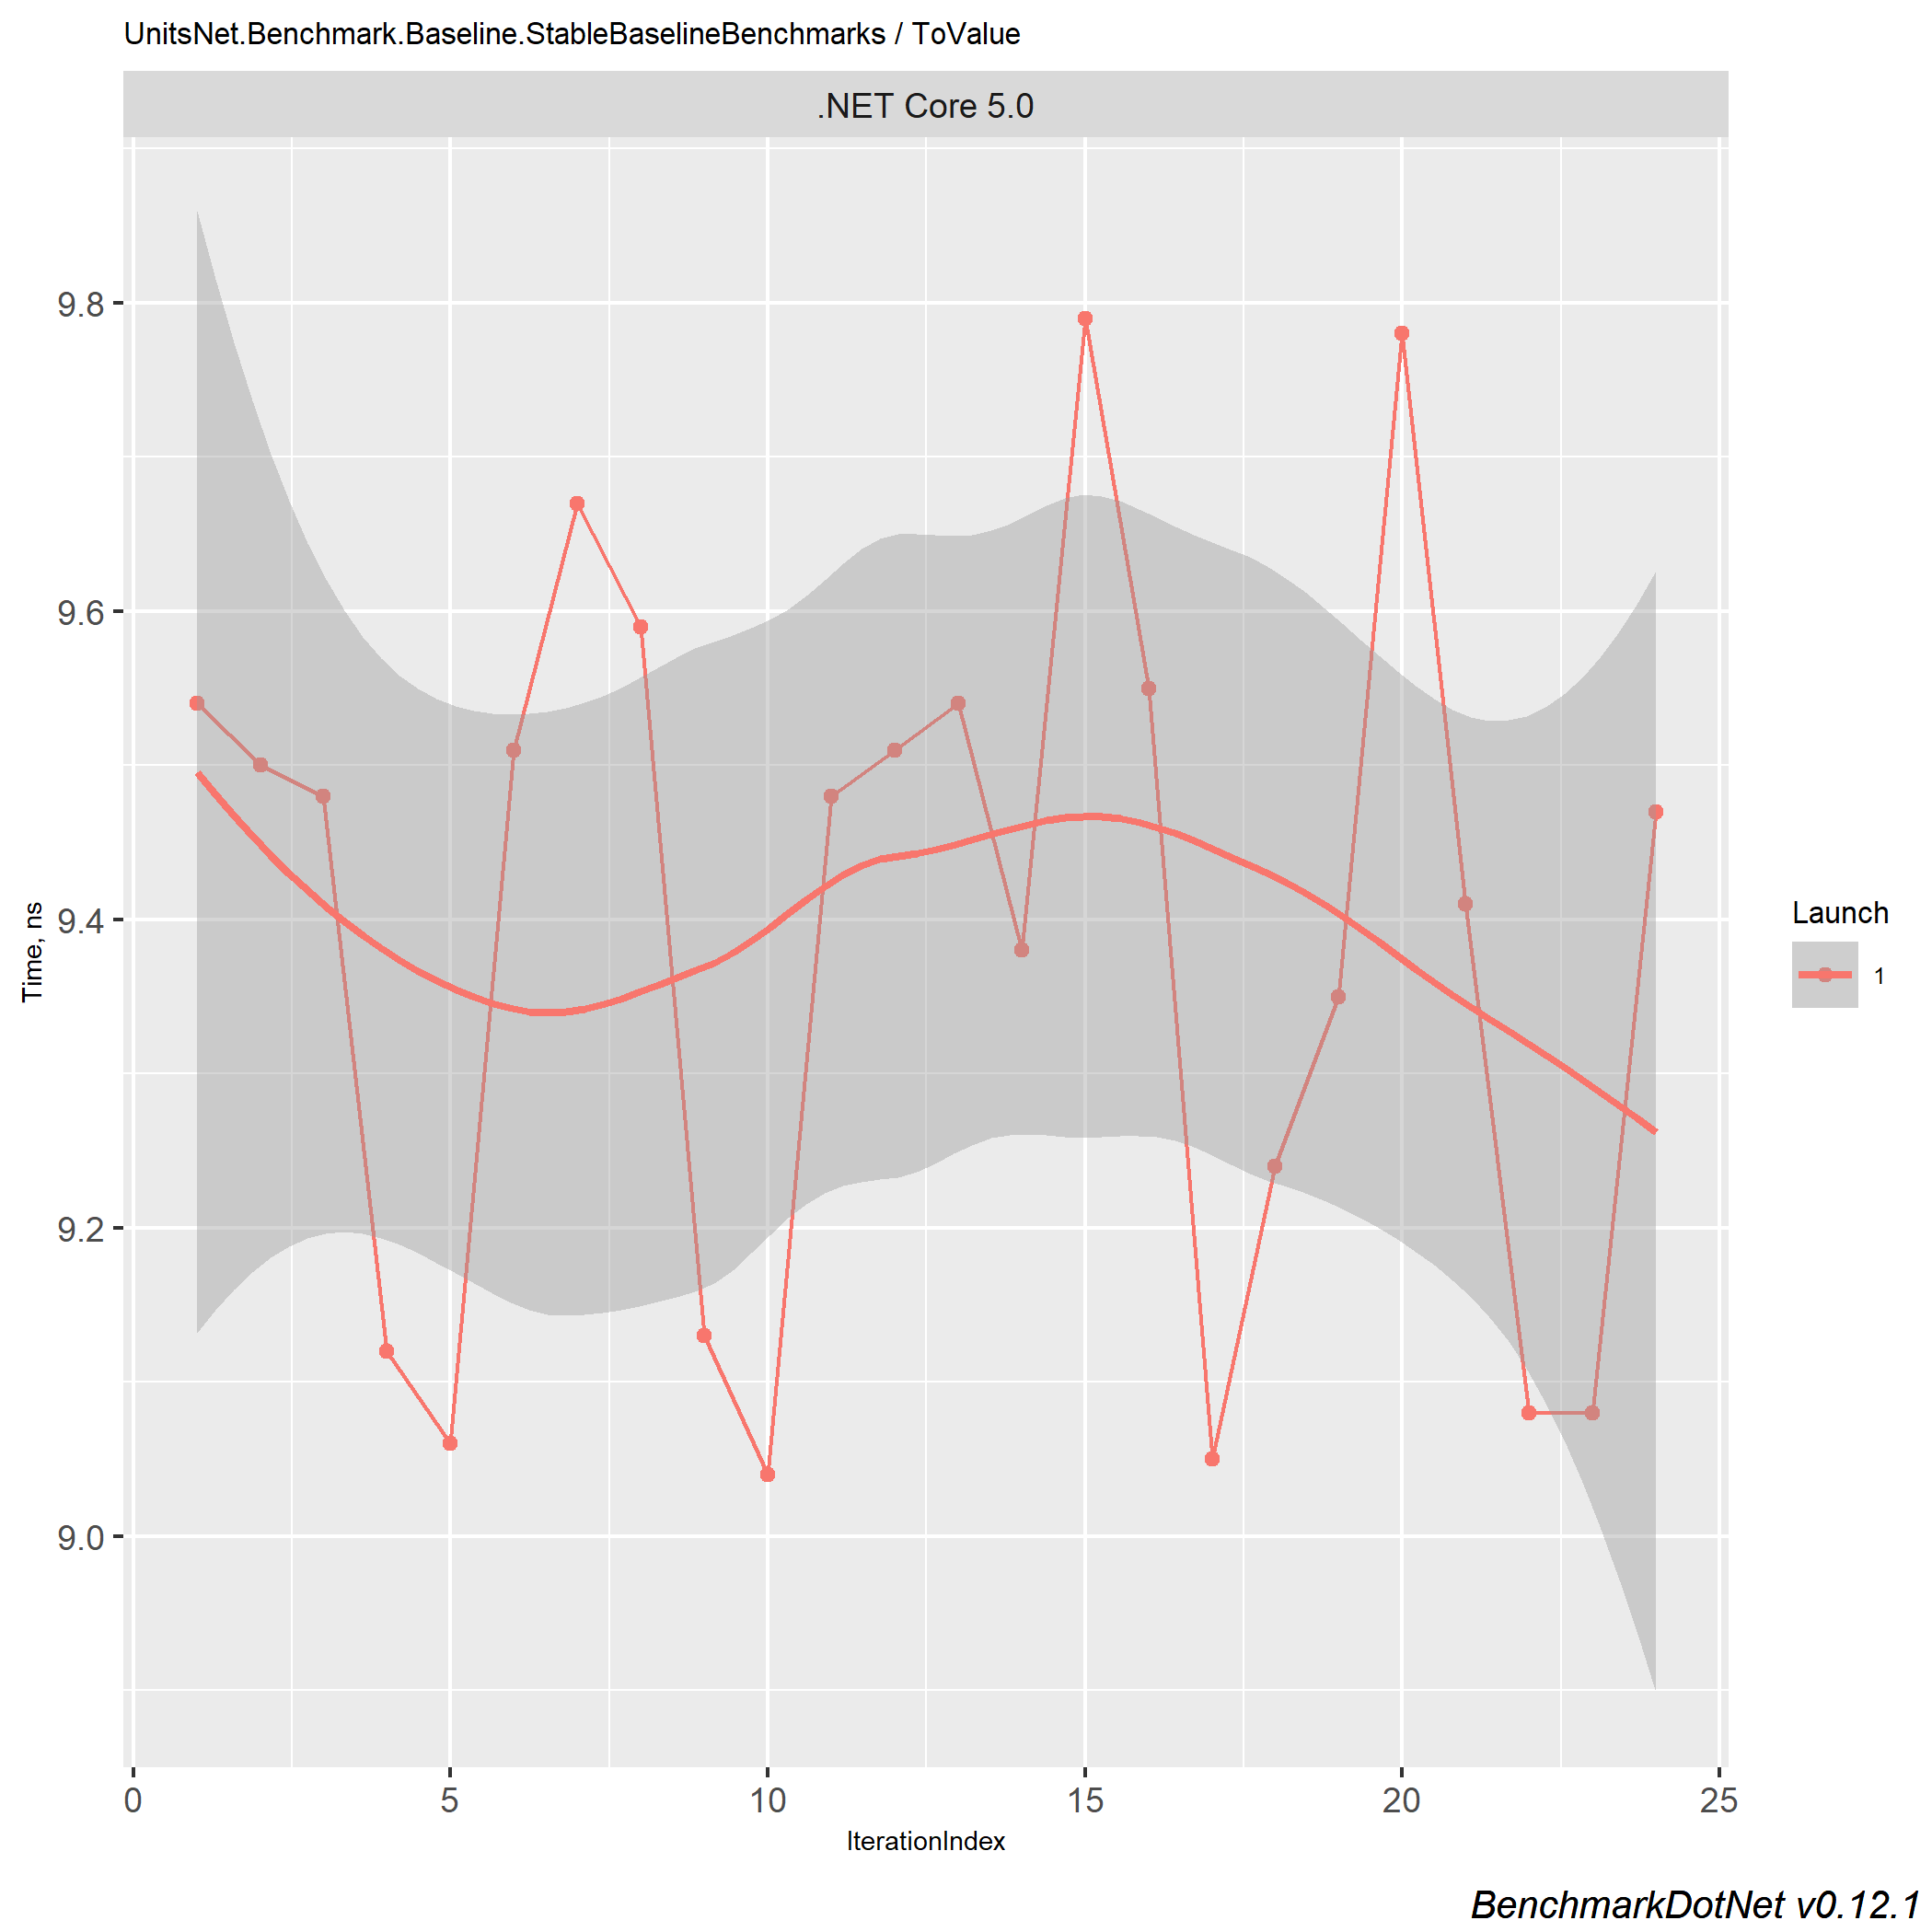 UnitsNet.Benchmark.Baseline.StableBaselineBenchmarks / ToValue
.NET Core 5.0
9.8
9.6
9.4
9.2
9.0
Time, ns
0 5 10 15 20 25
IterationIndex
Launch
1
BenchmarkDotNet v0.12.1